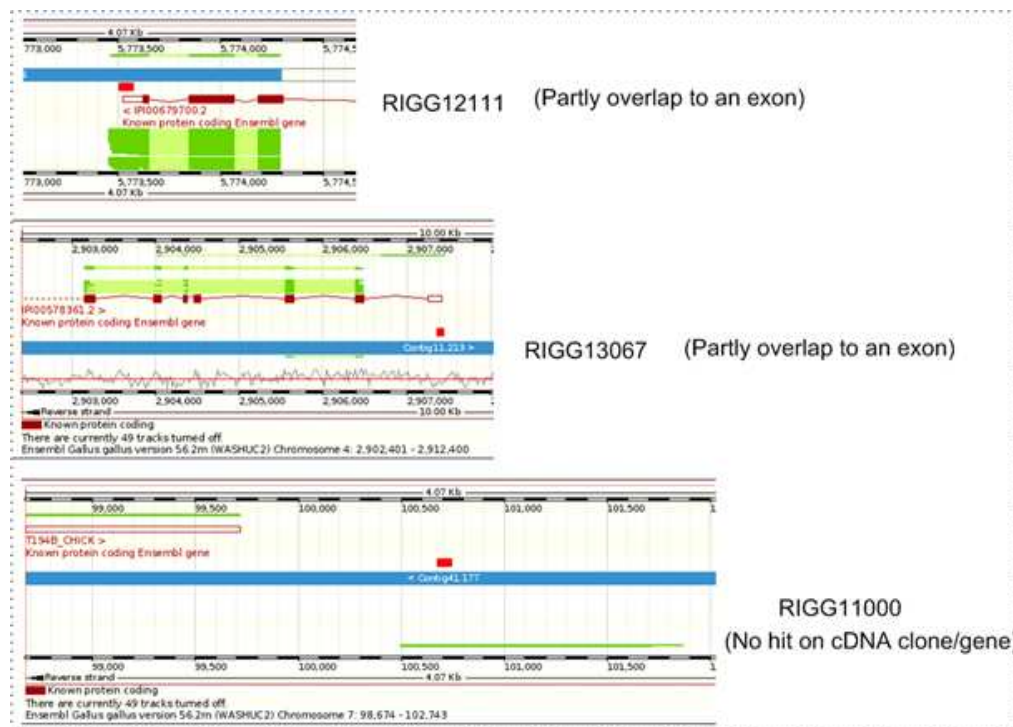 4.07 Kb
773,000 5,773,500 5,774,000 5,774,5
< IPI00679700.2
Known protein coding Ensembl gene
773,000 5,773,500 5,774,000 5,774,5
4.07 Kb
RIGG12111 (Partly overlap to an exon)
10.00 Kb
2,903,000 2,904,000 2,905,000 2,906,000 2,907,000
IPI00578361.2 >
Known protein coding Ensembl gene
Contig11.213 >
2,903,000 2,904,000 2,905,000 2,906,000 2,907,000
Reverse strand 10.00 Kb
Known protein coding
There are currently 49 tracks turned off.
Ensembl Gallus gallus version 56.2m (WASHUC2) Chromosome 4: 2,902,401 - 2,912,400
RIGG13067 (Partly overlap to an exon)
4.07 Kb
99,000 99,500 100,000 100,500 101,000 101,500 1
T194B_CHICK >
Known protein coding Ensembl gene
< Contig41.177
99,000 99,500 100,000 100,500 101,000 101,500 1
Reverse strand 4.07 Kb
Known protein coding
There are currently 49 tracks turned off.
Ensembl Gallus gallus version 56.2m (WASHUC2) Chromosome 7: 98,674 - 102,743
RIGG11000
(No hit on cDNA clone/gene)